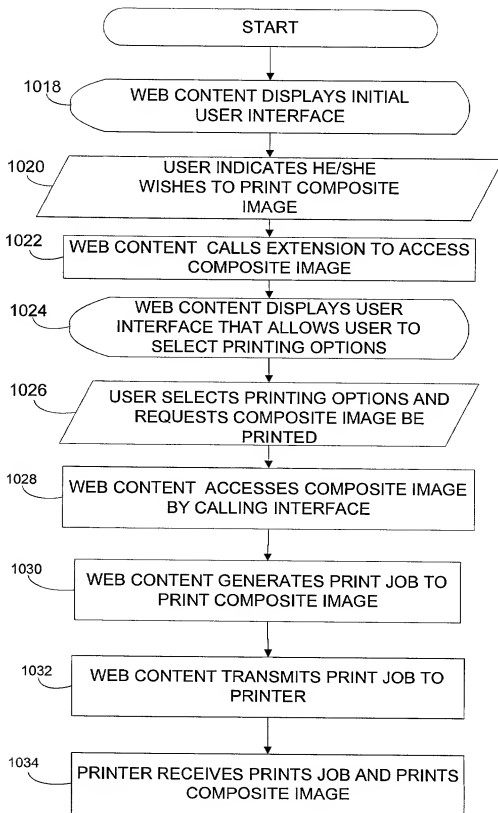 START
1018
WEB CONTENT DISPLAYS INITIAL
USER INTERFACE
1020
USER INDICATES HE/SHE
WISHES TO PRINT COMPOSITE
IMAGE
1022
WEB CONTENT CALLS EXTENSION TO ACCESS
COMPOSITE IMAGE
1024
WEB CONTENT DISPLAYS USER
INTERFACE THAT ALLOWS USER TO
SELECT PRINTING OPTIONS
1026
USER SELECTS PRINTING OPTIONS AND
REQUESTS COMPOSITE IMAGE BE
PRINTED
1028
WEB CONTENT ACCESSES COMPOSITE IMAGE
BY CALLING INTERFACE
1030
WEB CONTENT GENERATES PRINT JOB TO
PRINT COMPOSITE IMAGE
1032
WEB CONTENT TRANSMITS PRINT JOB TO
PRINTER
1034
PRINTER RECEIVES PRINTS JOB AND PRINTS
COMPOSITE IMAGE